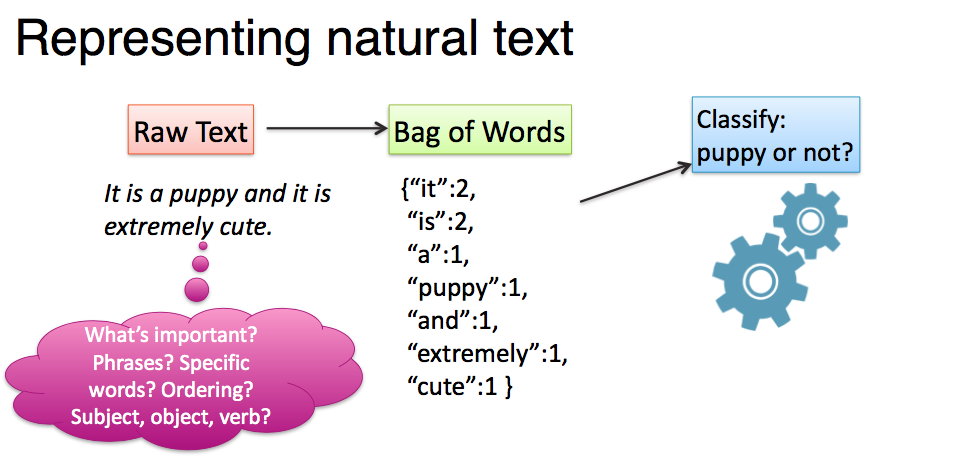 Representing natural text
Raw Text
Bag of Words
Classify:
puppy or not?
It is a puppy and it is
extremely cute.
{“it”:2,
“is”:2,
“a”:1,
“puppy”:1,
“and”:1,
“extremely”:1,
“cute”:1 }
What’s important?
Phrases? Specific
words? Ordering?
Subject, object, verb?